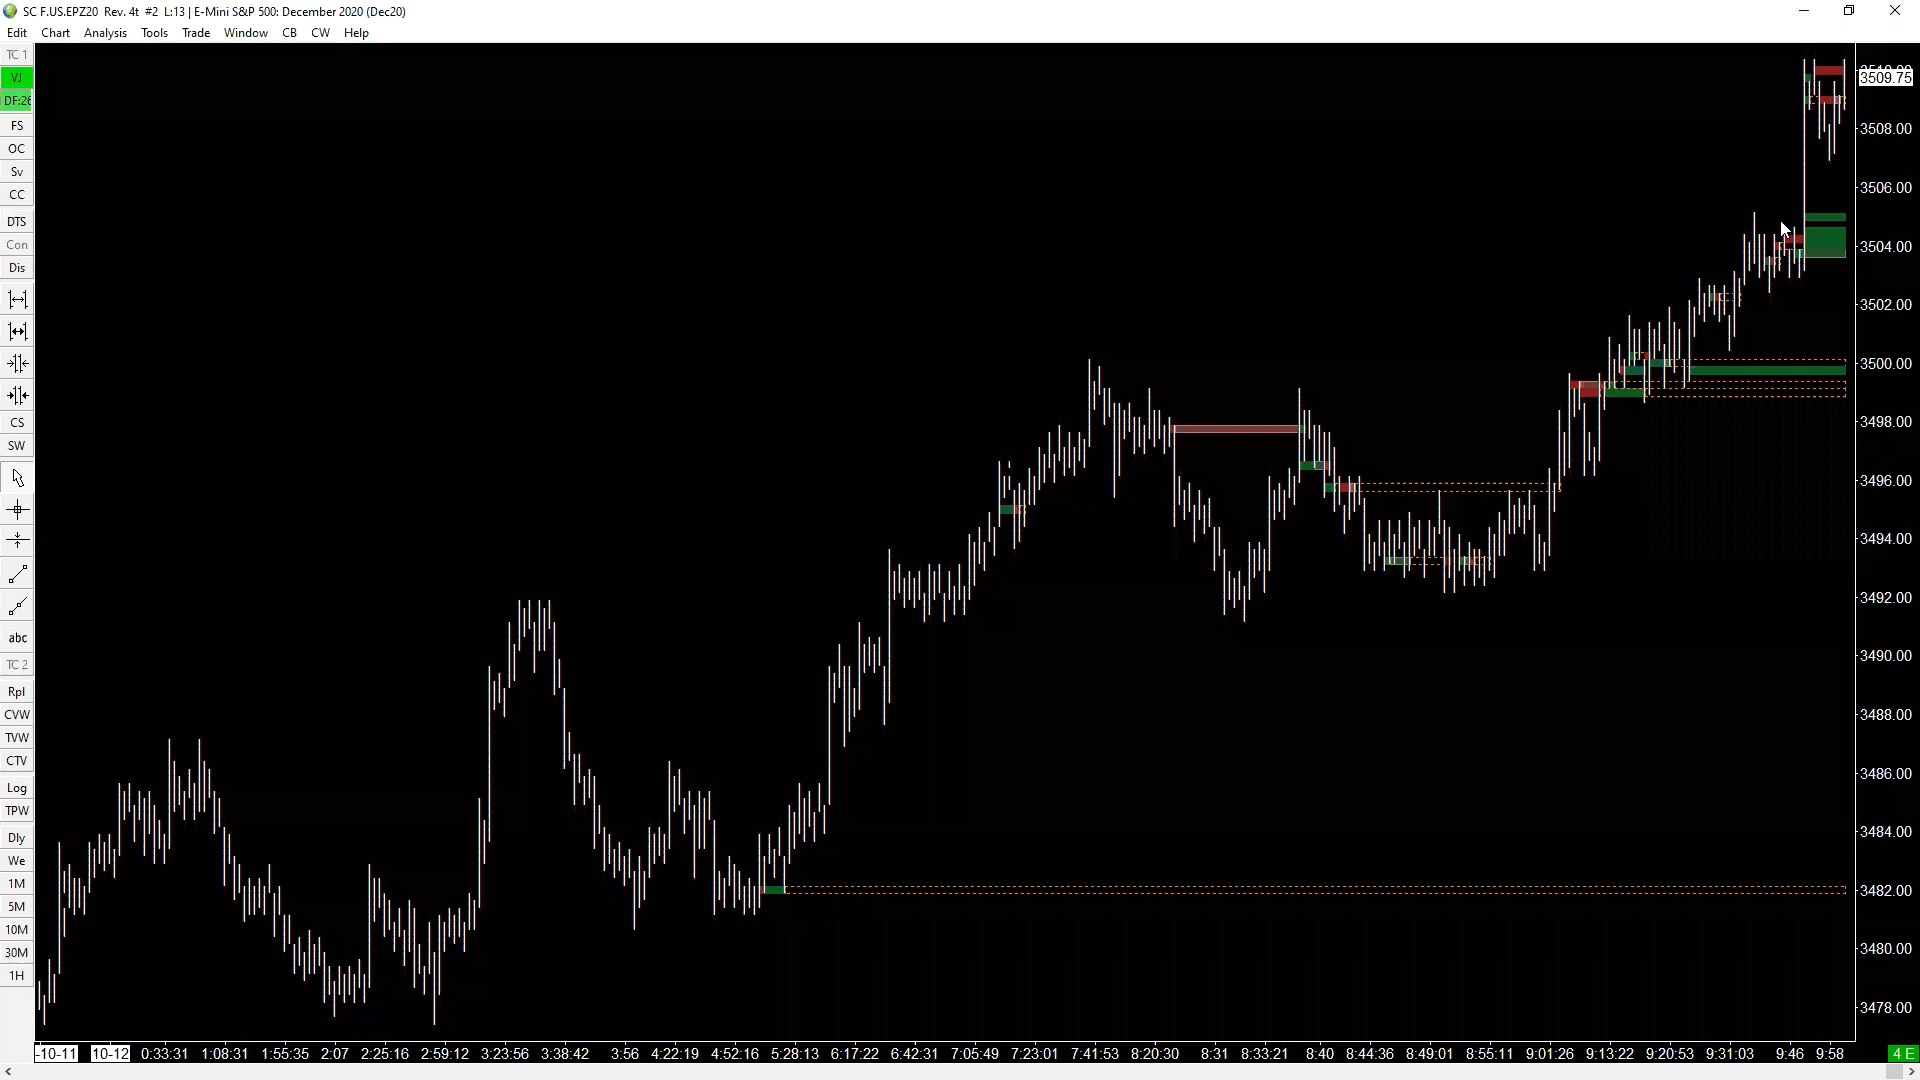 SC F.US.EPZ20 Rev. 4t #2 L:13 | E-Mini S&P 500: December 2020 (Dec20)
Edit Chart Analysis Tools Trade Window CB CW Help
TC 1
VJ
DF:26
FS
OC
Sv
CC
DTS
Con
Dis
CS
SW
abc
TC 2
Rpl
CVW
TVW
CTV
Log
TPW
Dly
We
1M
5M
10M
30M
1H
3509.75
3508.00
3506.00
3504.00
3502.00
3500.00
3498.00
3496.00
3494.00
3492.00
3490.00
3488.00
3486.00
3484.00
3482.00
3480.00
3478.00
-10-11 10-12 0:33:31 1:08:31 1:55:35 2:07 2:25:16 2:59:12 3:23:56 3:38:42 3:56 4:22:19 4:52:16 5:28:13 6:17:22 6:42:31 7:05:49 7:23:01 7:41:53 8:20:30 8:31 8:33:21 8:40 8:44:36 8:49:01 8:55:11 9:01:26 9:13:22 9:20:53 9:31:03 9:46 9:58 4 E